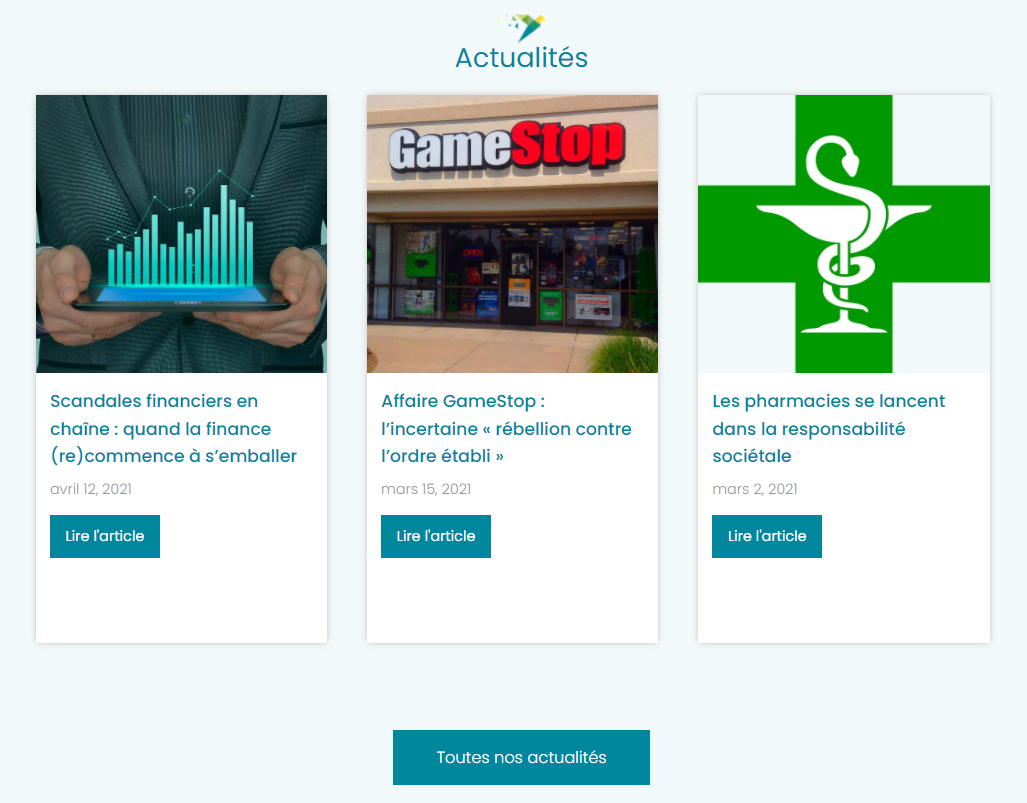 Actualités
GameStop
OPEN
Scandales financiers en
chaîne : quand la finance
(re)commence à s’emballer
avril 12, 2021
Lire l'article
Affaire GameStop :
l’incertaine « rébellion contre
l’ordre établi »
mars 15, 2021
Lire l'article
Les pharmacies se lancent
dans la responsabilité
sociétale
mars 2, 2021
Lire l'article
Toutes nos actualités